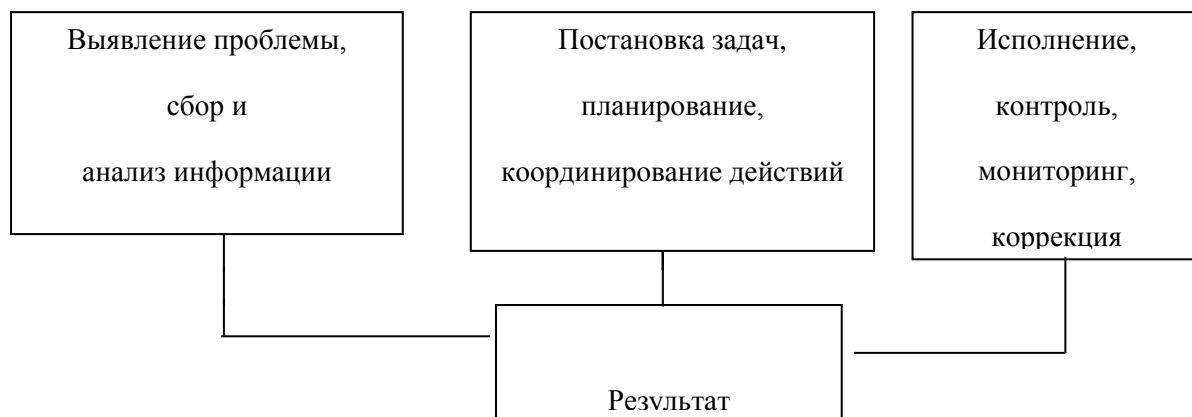 Выявление проблемы,
сбор и
анализ информации
Постановка задач,
планирование,
координирование действий
Исполнение,
контроль,
мониторинг,
коррекция
Результат